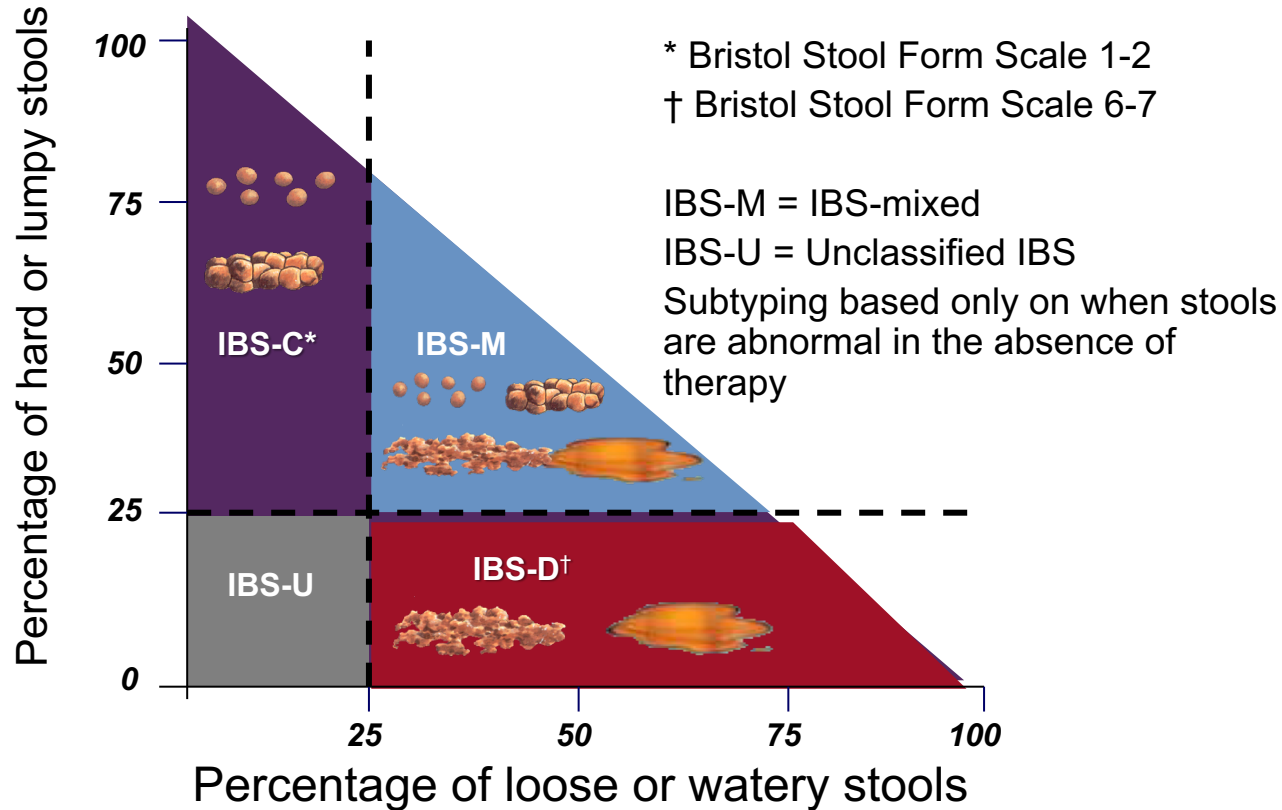 Percentage of hard or lumpy stools
100
75
50
25
0
IBS-C*
IBS-M
IBS-U
IBS-D†
25
50
75
100
Percentage of loose or watery stools
* Bristol Stool Form Scale 1-2
† Bristol Stool Form Scale 6-7
IBS-M = IBS-mixed
IBS-U = Unclassified IBS
Subtyping based only on when stools
are abnormal in the absence of
therapy